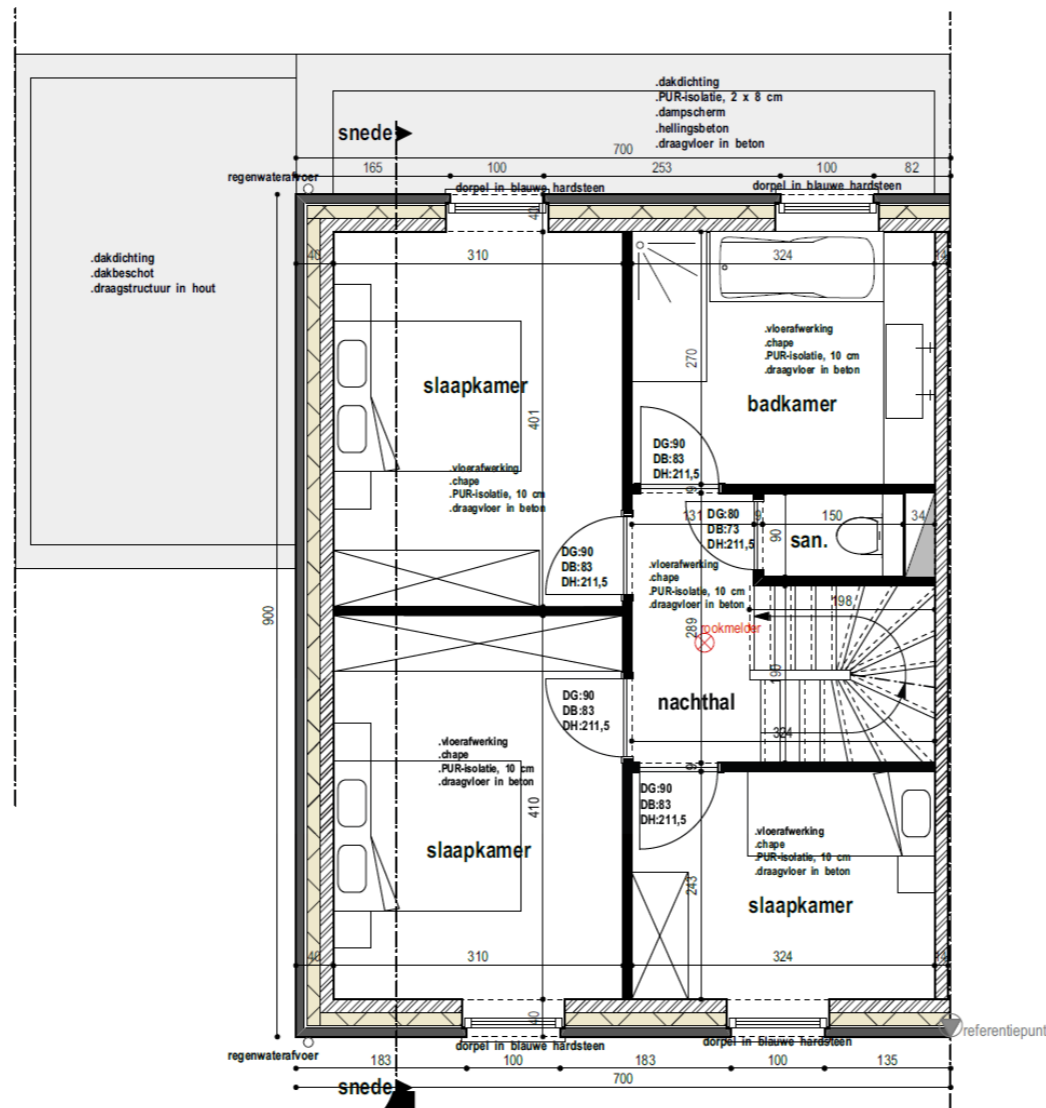 .dakdichting
.PUR-isolatie, 2 x 8 cm
.dampscherm
.hellingsbeton
.draagvloer in beton
snede
700
165
100
253
100
82
regenwaterafvoer
dorpel in blauwe hardsteen
dorpel in blauwe hardsteen
40
.dakdichting
.dakbeschot
.draagstructuur in hout
40
310
324
14
.vloerafwerking
.chape
.PUR-isolatie, 10 cm
.draagvloer in beton
270
slaapkamer
401
badkamer
DG:90
DB:83
DH:211,5
.vloerafwerking
.chape
.PUR-isolatie, 10 cm
.draagvloer in beton
9
131
DG:80
DB:73
DH:211,5
9
150
34
90
san.
DG:90
DB:83
DH:211,5
.vloerafwerking
.chape
.PUR-isolatie, 10 cm
.draagvloer in beton
198
900
289
rookmelder
190
nachthal
DG:90
DB:83
DH:211,5
324
.vloerafwerking
.chape
.PUR-isolatie, 10 cm
.draagvloer in beton
9
DG:90
DB:83
DH:211,5
410
.vloerafwerking
.chape
.PUR-isolatie, 10 cm
.draagvloer in beton
slaapkamer
243
slaapkamer
40
310
324
14
40
referentiepunt
regenwaterafvoer
dorpel in blauwe hardsteen
dorpel in blauwe hardsteen
183
100
183
100
135
700
snede